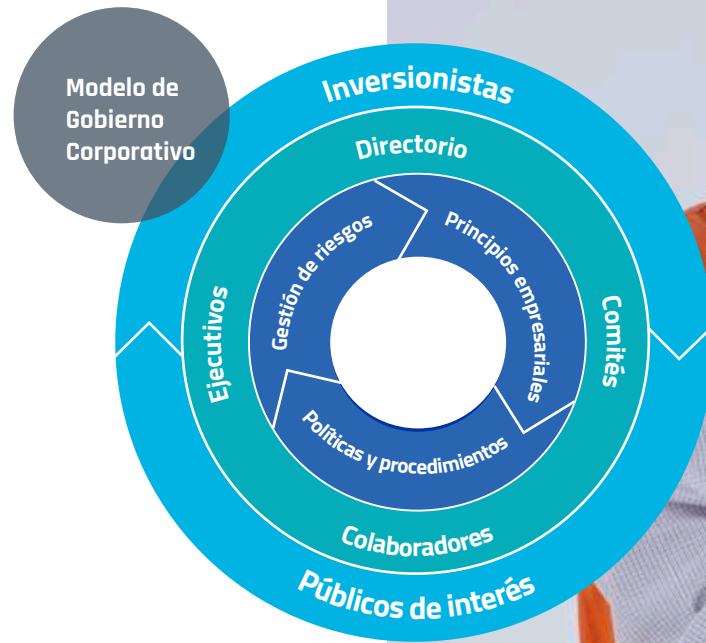 Modelo de
Gobierno
Corporativo
Inversionistas
Directorio
Gestión de riesgos
Principios empresariales
Ejecutivos
Comités
Políticas y procedimientos
Colaboradores
Públicos de interés